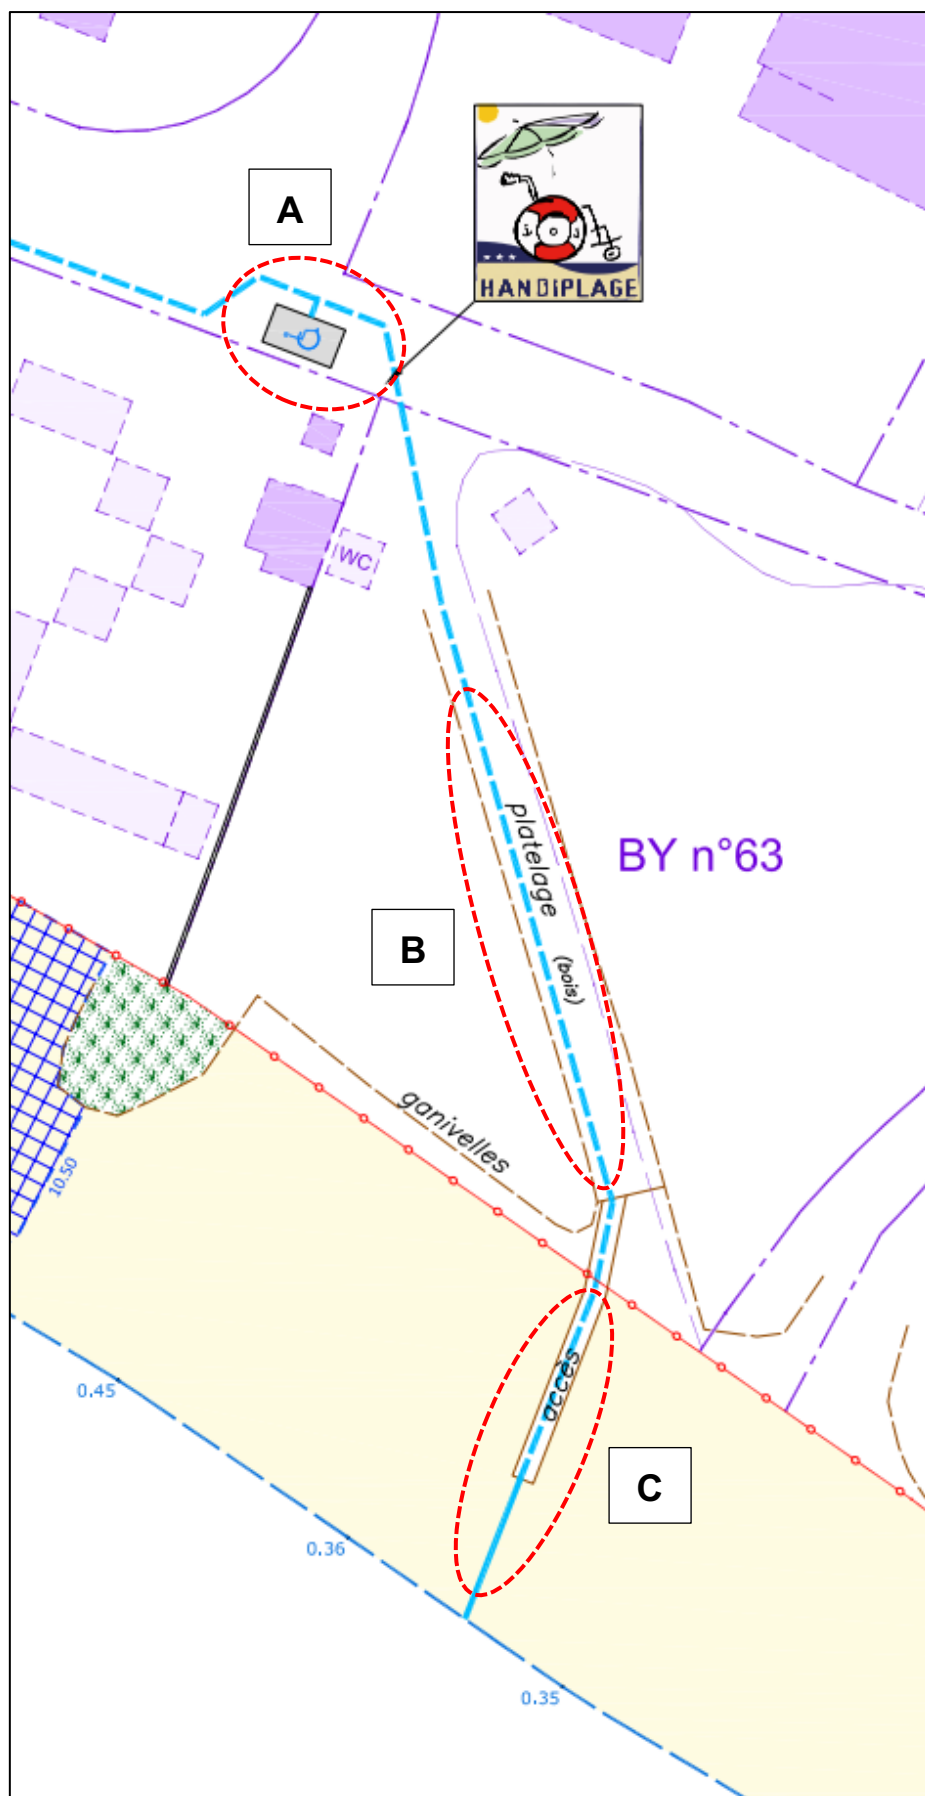 A
HANDiPLAGE
WC
platelage
(bois)
BY n°63
B
ganivelles
10.50
accès
0.45
C
0.36
0.35